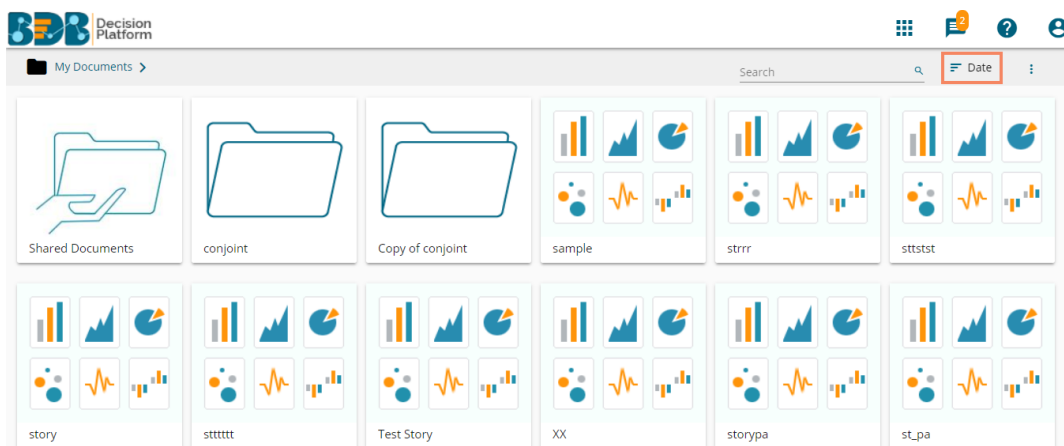 BDB Decision
Platform
2
?
My Documents >
Search
Date
Shared Documents
conjoint
Copy of conjoint
sample
strrr
sttstst
story
stttttt
Test Story
XX
storypa
st_pa